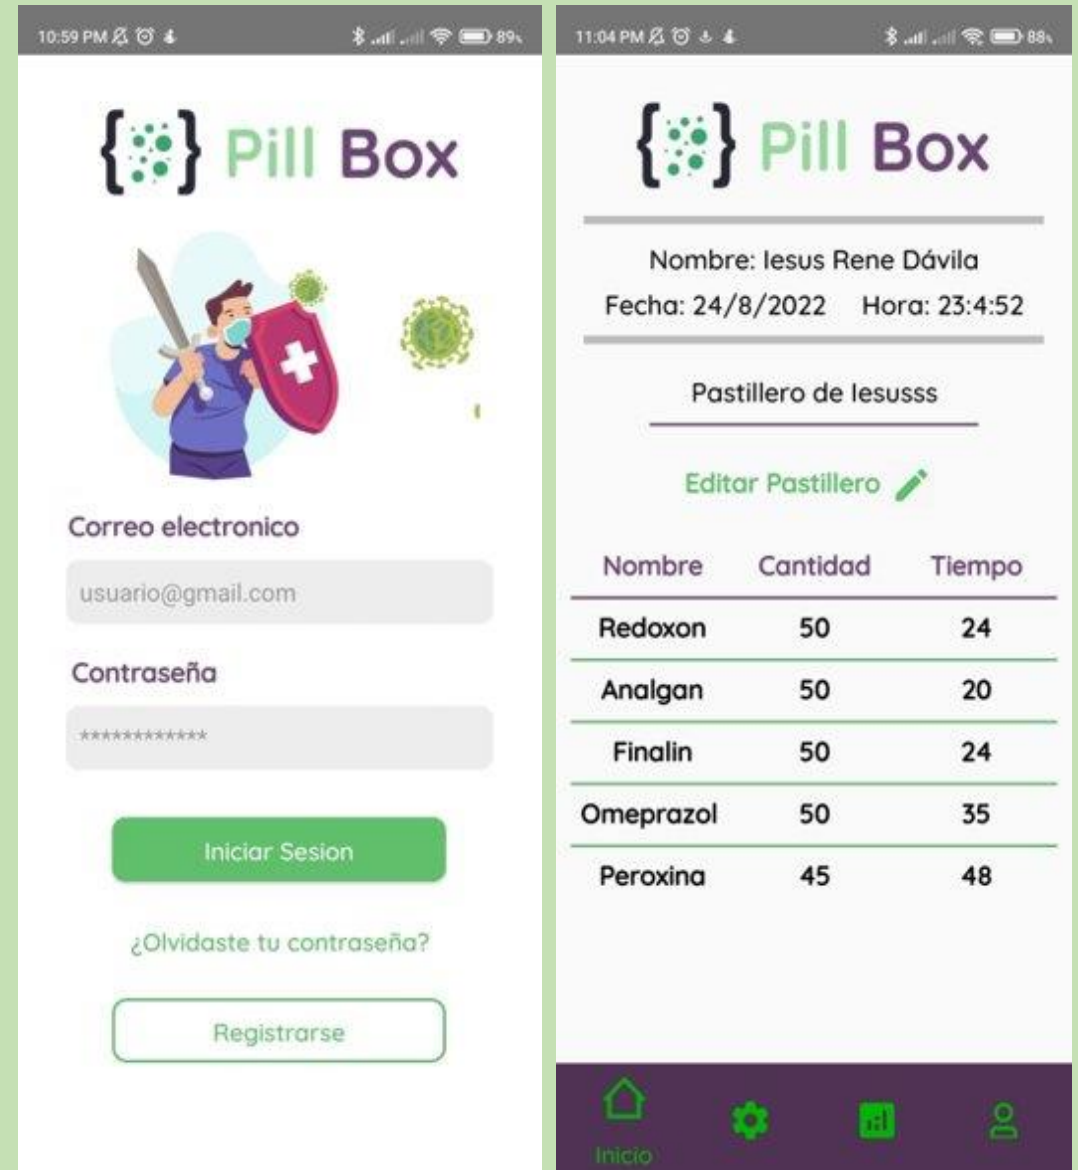 10:59 PM 89%
Pill Box
Correo electronico
usuario@gmail.com
Contraseña
************
Iniciar Sesion
¿Olvidaste tu contraseña?
Registrarse
11:04 PM 88%
Pill Box
Nombre: Iesus Rene Dávila
Fecha: 24/8/2022 Hora: 23:4:52
Pastillero de Iesusss
Editar Pastillero
Nombre Cantidad Tiempo
Redoxon 50 24
Analgan 50 20
Finalin 50 24
Omeprazol 50 35
Peroxina 45 48
Inicio